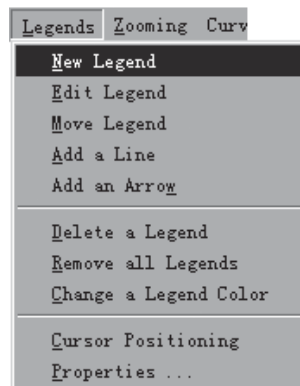 Legends Zooming Curv
New Legend
Edit Legend
Move Legend
Add a Line
Add an Arrow
Delete a Legend
Remove all Legends
Change a Legend Color
Cursor Positioning
Properties ...